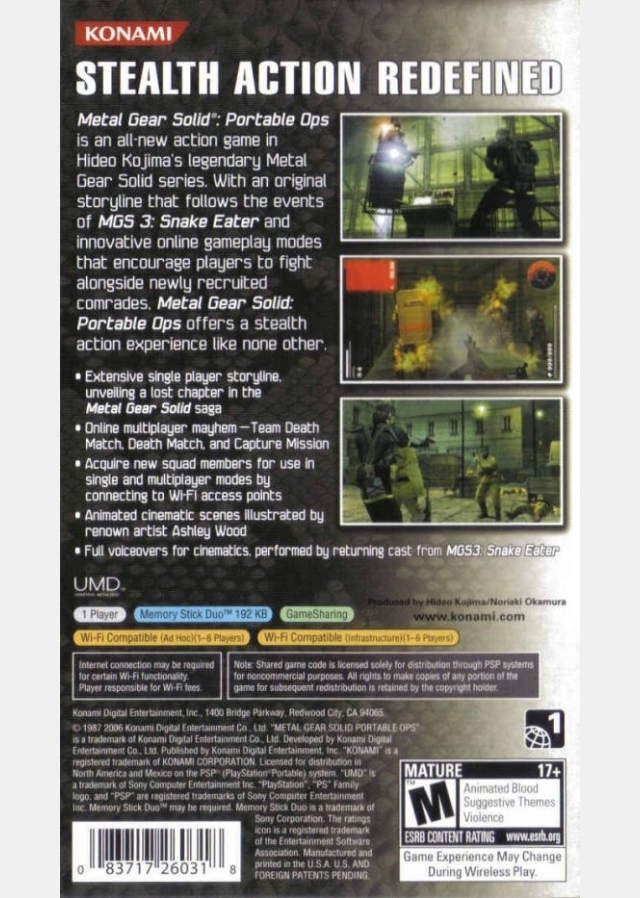 KONAMI
STEALTH ACTION REDEFINED
Metal Gear Solid®: Portable Ops
is an all-new action game in
Hideo Kojima's legendary Metal
Gear Solid series. With an original
storyline that follows the events
of MGS 3: Snake Eater and
innovative online gameplay modes
that encourage players to fight
alongside newly recruited
comrades, Metal Gear Solid:
Portable Ops offers a stealth
action experience like none other.
• Extensive single player storyline,
unveiling a lost chapter in the
Metal Gear Solid saga
• Online multiplayer mayhem—Team Death
Match, Death Match, and Capture Mission
• Acquire new squad members for use in
single and multiplayer modes by
connecting to Wi-Fi access points
• Animated cinematic scenes illustrated by
renown artist Ashley Wood
• Full voiceovers for cinematics, performed by returning cast from MGS3: Snake Eater
UMD™
Produced by Hideo Kojima/Noriaki Okamura
www.konami.com
1 Player
Memory Stick Duo™ 192 KB
GameSharing
Wi-Fi Compatible (Ad Hoc)(1-6 Players)
Wi-Fi Compatible (Infrastructure)(1-6 Players)
Internet connection may be required
for certain Wi-Fi functionality.
Player responsible for Wi-Fi fees.
Note: Shared game code is licensed solely for distribution through PSP systems
for noncommercial purposes. All rights to make copies of any portion of the
game for subsequent redistribution is retained by the copyright holder.
Konami Digital Entertainment, Inc., 1400 Bridge Parkway, Redwood City, CA 94065
© 1987 2006 Konami Digital Entertainment Co., Ltd. "METAL GEAR SOLID PORTABLE OPS"
is a trademark of Konami Digital Entertainment Co., Ltd. Developed by Konami Digital
Entertainment Co., Ltd. Published by Konami Digital Entertainment, Inc. "KONAMI" is a
registered trademark of KONAMI CORPORATION. Licensed for distribution in
North America and Mexico on the PSP® (PlayStation®Portable) system. "UMD" is
a trademark of Sony Computer Entertainment Inc. "PlayStation", "PS" Family
logo, and "PSP" are registered trademarks of Sony Computer Entertainment
Inc. Memory Stick Duo™ may be required. Memory Stick Duo is a trademark of
Sony Corporation. The ratings
icon is a registered trademark
of the Entertainment Software
Association. Manufactured and
printed in the U.S.A. U.S. AND
FOREIGN PATENTS PENDING.
1
MATURE 17+
M
Animated Blood
Suggestive Themes
Violence
ESRB CONTENT RATING www.esrb.org
Game Experience May Change
During Wireless Play.
0 83717 26031 8